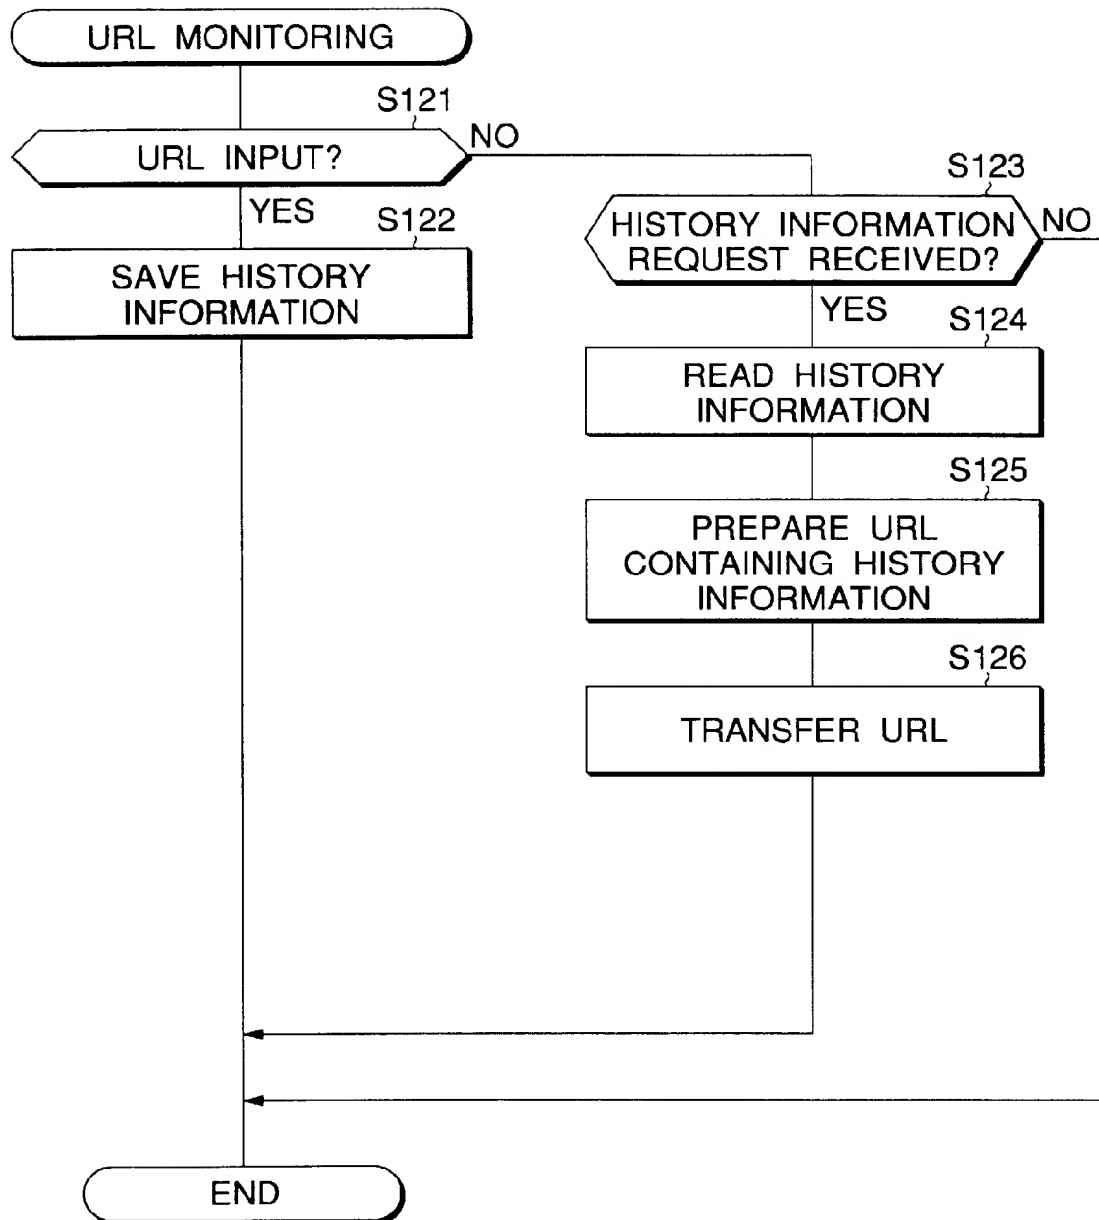 URL MONITORING
S121
URL INPUT?
NO
YES
S122
SAVE HISTORY
INFORMATION
S123
HISTORY INFORMATION
REQUEST RECEIVED?
NO
YES
S124
READ HISTORY
INFORMATION
S125
PREPARE URL
CONTAINING HISTORY
INFORMATION
S126
TRANSFER URL
END